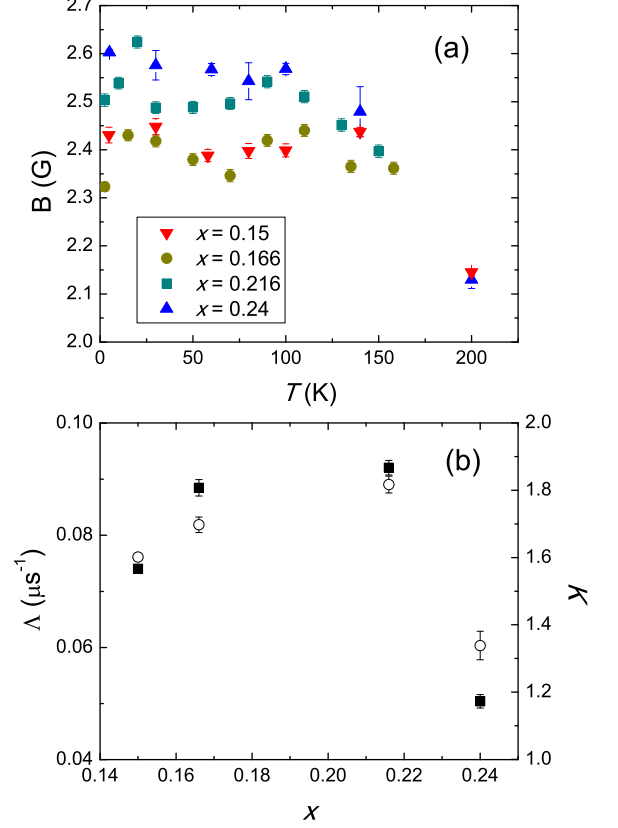 2.7
2.6
2.5
2.4
2.3
2.2
2.1
2.0
B (G)
(a)
x = 0.15
x = 0.166
x = 0.216
x = 0.24
0 50 100 150 200
T (K)
0.10
0.08
0.06
0.04
Λ (μs⁻¹)
(b)
2.0
1.8
1.6
1.4
1.2
1.0
K
0.14 0.16 0.18 0.20 0.22 0.24
x